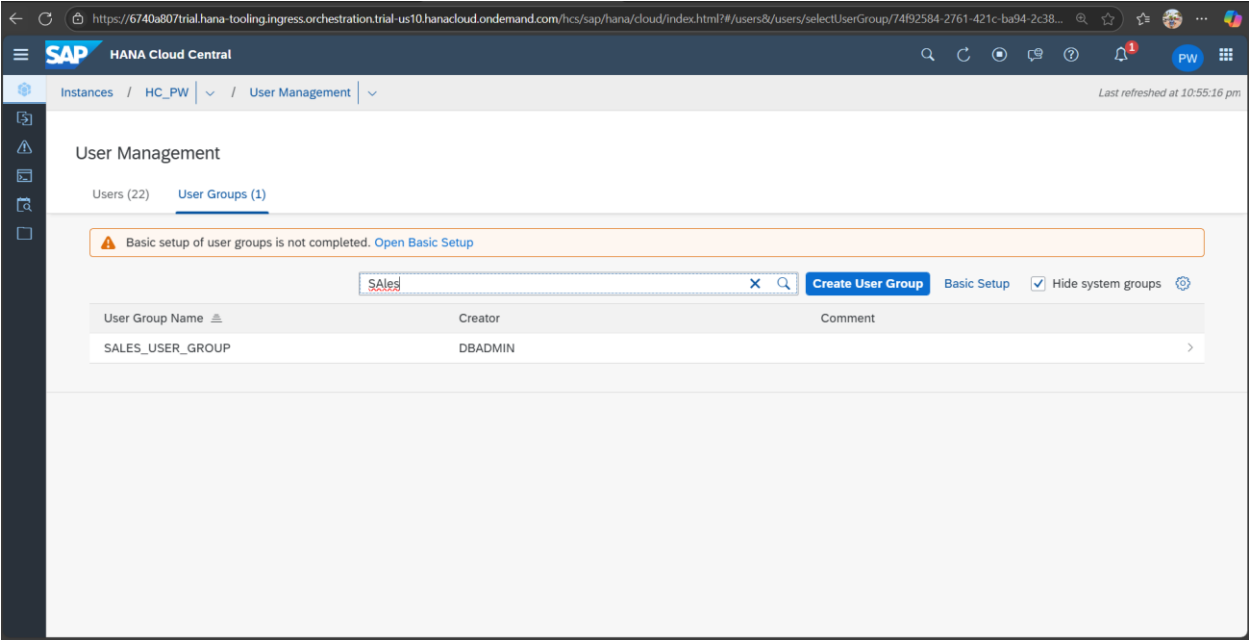 https://6740a807trial.hana-tooling.ingress.orchestration.trial-us10.hanacloud.ondemand.com/hcs/sap/hana/cloud/index.html?#/users&/users/selectUserGroup/74f92584-2761-421c-ba94-2c38...
SAP HANA Cloud Central 1 PW
Instances / HC_PW / User Management Last refreshed at 10:55:16 pm
User Management
Users (22) User Groups (1)
Basic setup of user groups is not completed. Open Basic Setup
SAles Create User Group Basic Setup Hide system groups
User Group Name Creator Comment
SALES_USER_GROUP DBADMIN